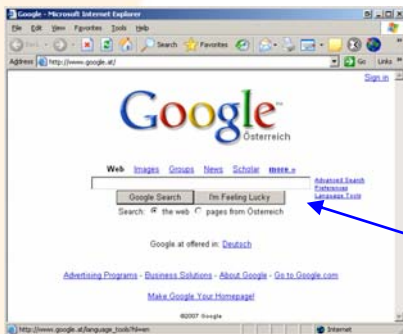 Google - Microsoft Internet Explorer
File Edit View Favorites Tools Help
Back Search Favorites
Address http://www.google.at/ Go Links »
Sign in
Google™
Österreich
Web Images Groups News Scholar more »
Advanced Search
Preferences
Language Tools
Google Search I'm Feeling Lucky
Search: the web pages from Österreich
Google.at offered in: Deutsch
Advertising Programs - Business Solutions - About Google - Go to Google.com
Make Google Your Homepage!
©2007 Google
http://www.google.at/language_tools?hl=en Internet